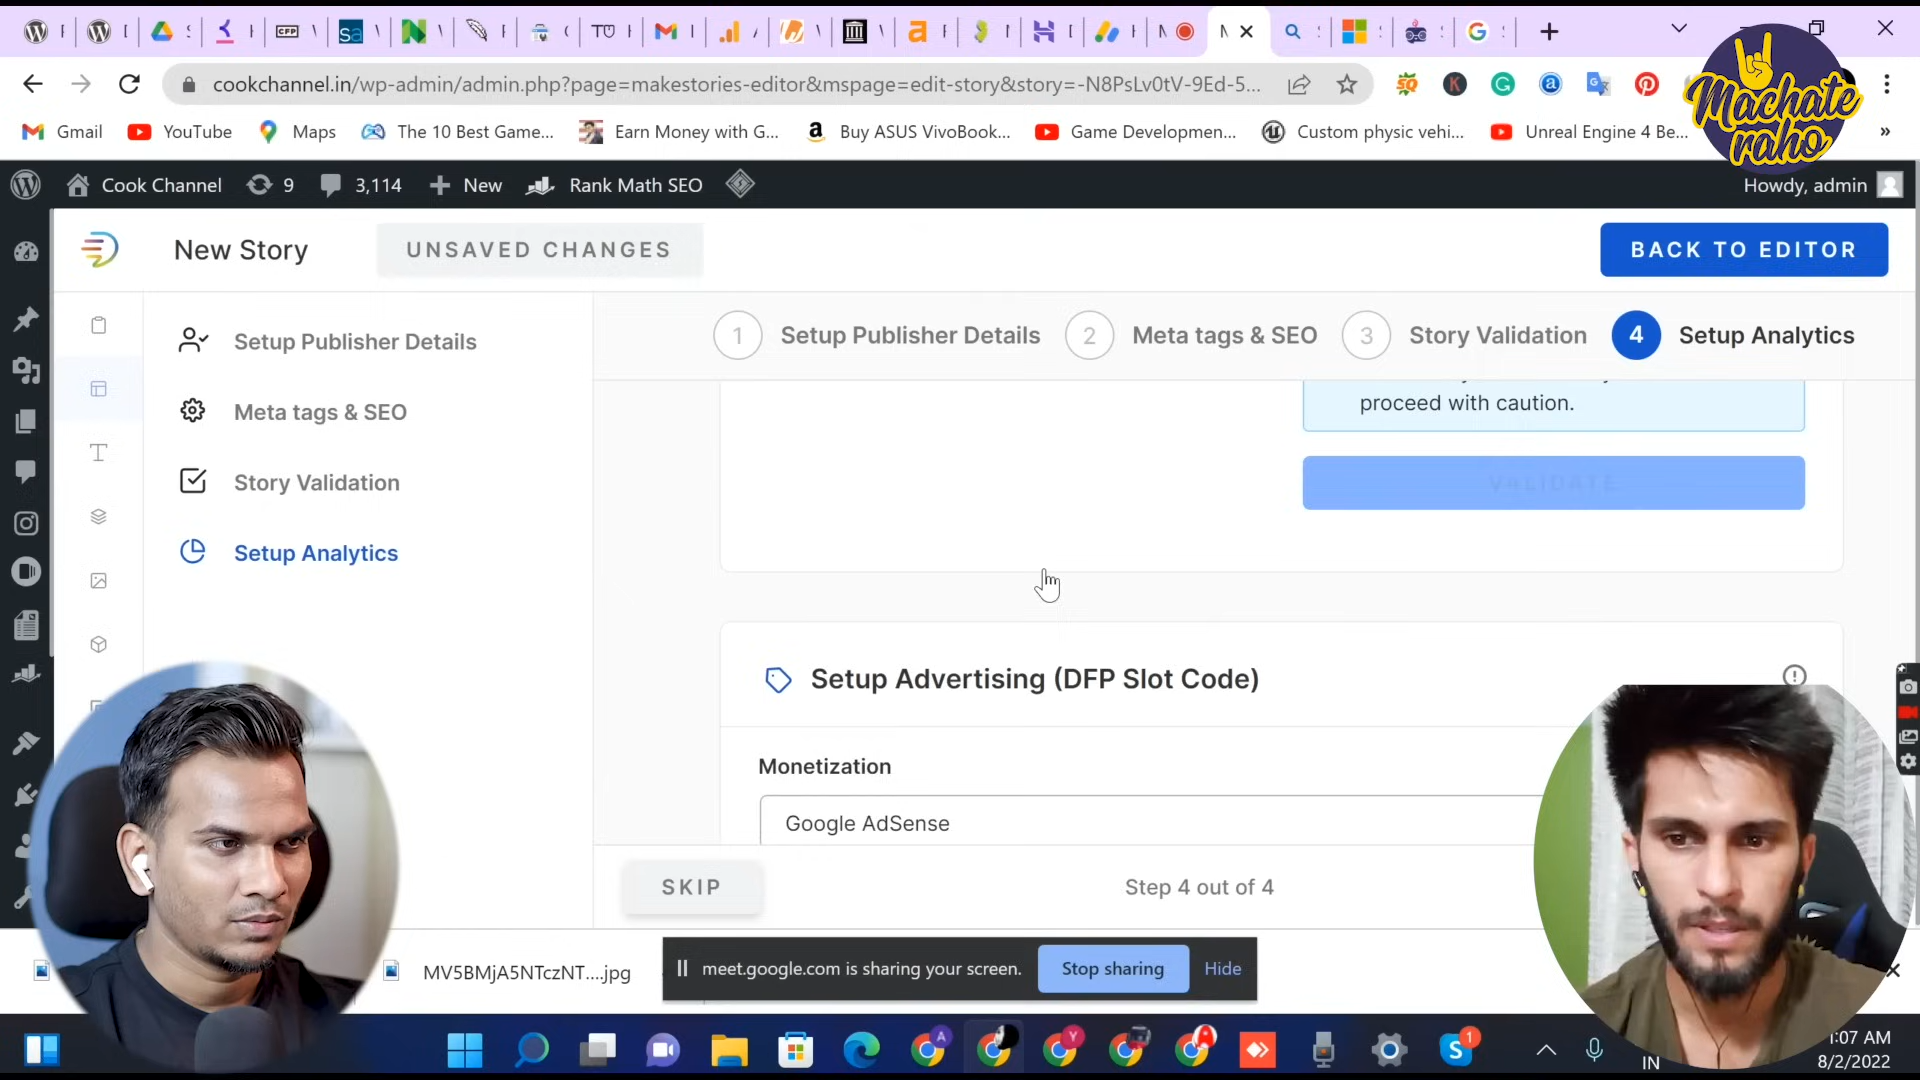 cookchannel.in/wp-admin/admin.php?page=makestories-editor&mspage=edit-story&story=-N8PsLv0tV-9Ed-5...
Machate
raho
Gmail
YouTube
Maps
The 10 Best Game...
Earn Money with G...
Buy ASUS VivoBook...
Game Developmen...
Custom physic vehi...
Unreal Engine 4 Be...
Cook Channel
9
3,114
New
Rank Math SEO
Howdy, admin
New Story
UNSAVED CHANGES
BACK TO EDITOR
Setup Publisher Details
Meta tags & SEO
Story Validation
Setup Analytics
1 Setup Publisher Details
2 Meta tags & SEO
3 Story Validation
4 Setup Analytics
proceed with caution.
VALIDATE
Setup Advertising (DFP Slot Code)
Monetization
Google AdSense
SKIP
Step 4 out of 4
MV5BMjA5NTczNT....jpg
meet.google.com is sharing your screen.
Stop sharing
Hide
IN
1:07 AM
8/2/2022